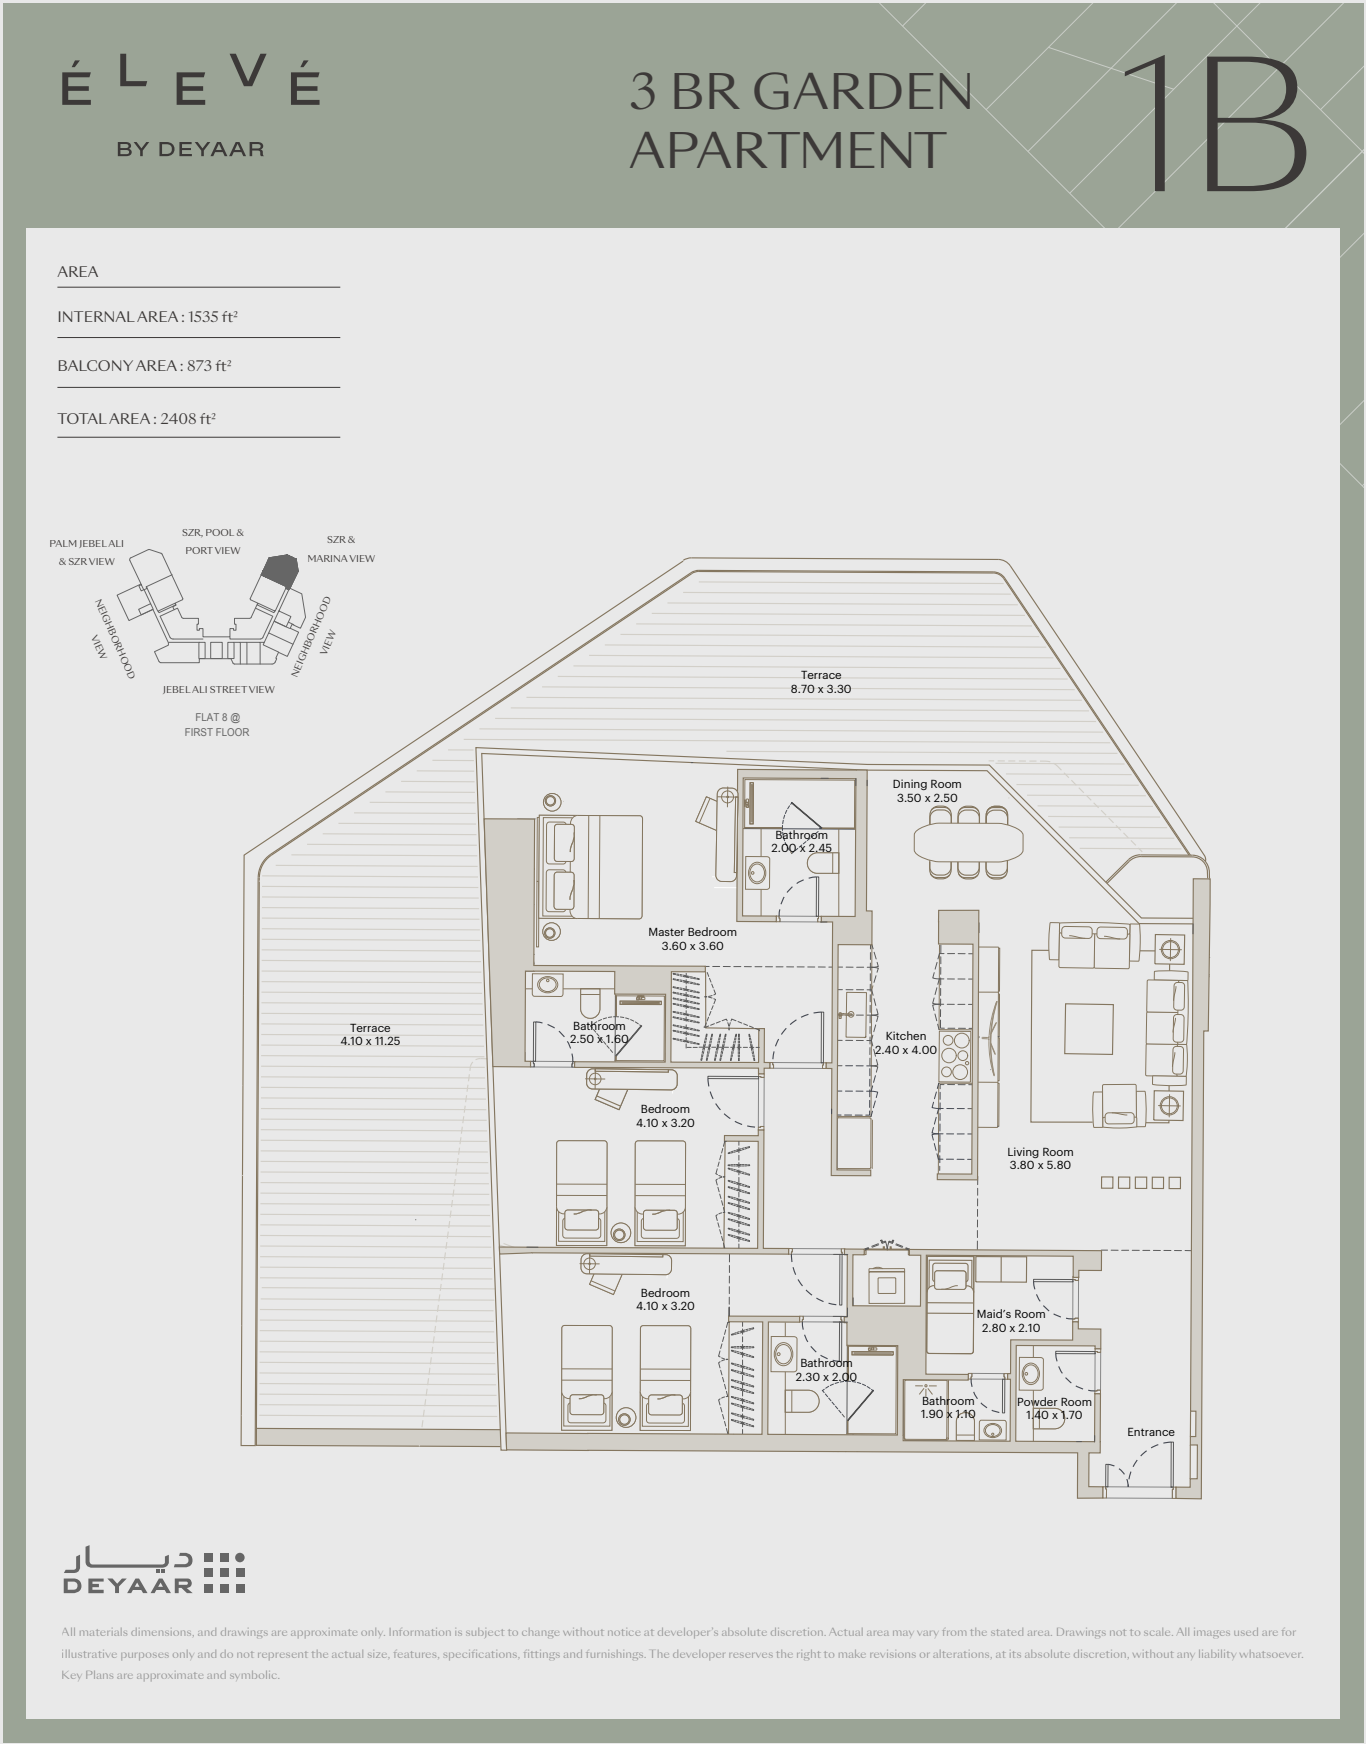 ÉLEVÉ
BY DEYAAR
3 BR GARDEN
APARTMENT
1B
AREA
INTERNAL AREA : 1535 ft²
BALCONY AREA : 873 ft²
TOTAL AREA : 2408 ft²
PALM JEBEL ALI
& SZR VIEW
SZR, POOL &
PORT VIEW
SZR &
MARINA VIEW
NEIGHBORHOOD
VIEW
NEIGHBORHOOD
VIEW
JEBEL ALI STREET VIEW
FLAT 8 @
FIRST FLOOR
Terrace
8.70 x 3.30
Dining Room
3.50 x 2.50
Bathroom
2.00 x 2.45
Master Bedroom
3.60 x 3.60
Terrace
4.10 x 11.25
Bathroom
2.50 x 1.60
Kitchen
2.40 x 4.00
Bedroom
4.10 x 3.20
Living Room
3.80 x 5.80
Bedroom
4.10 x 3.20
Maid's Room
2.80 x 2.10
Bathroom
2.30 x 2.00
Bathroom
1.90 x 1.10
Powder Room
1.40 x 1.70
Entrance
ديار
DEYAAR
All materials dimensions, and drawings are approximate only. Information is subject to change without notice at developer's absolute discretion. Actual area may vary from the stated area. Drawings not to scale. All images used are for
illustrative purposes only and do not represent the actual size, features, specifications, fittings and furnishings. The developer reserves the right to make revisions or alterations, at its absolute discretion, without any liability whatsoever.
Key Plans are approximate and symbolic.